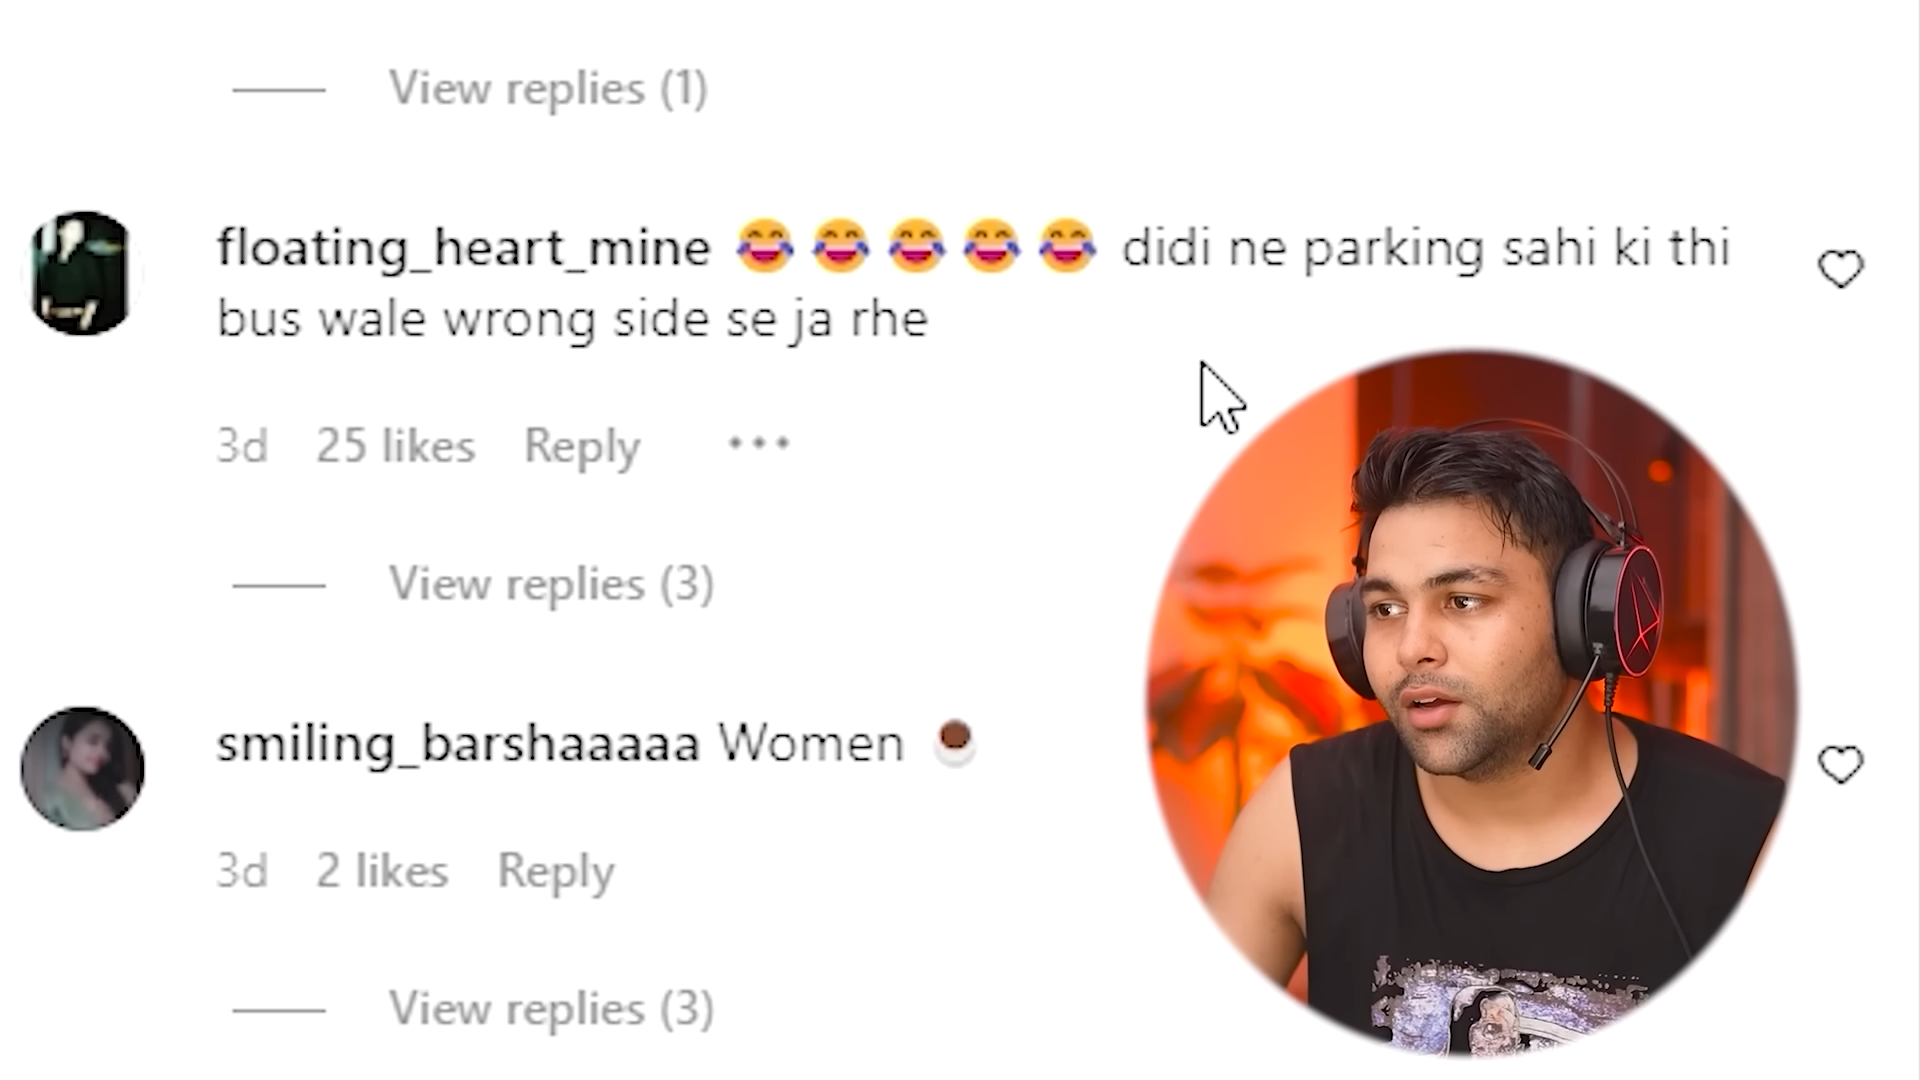 View replies (1)
floating_heart_mine 😂😂😂😂😂 didi ne parking sahi ki thi
bus wale wrong side se ja rhe
3d 25 likes Reply •••
View replies (3)
smiling_barshaaaaa Women ☕
3d 2 likes Reply
View replies (3)